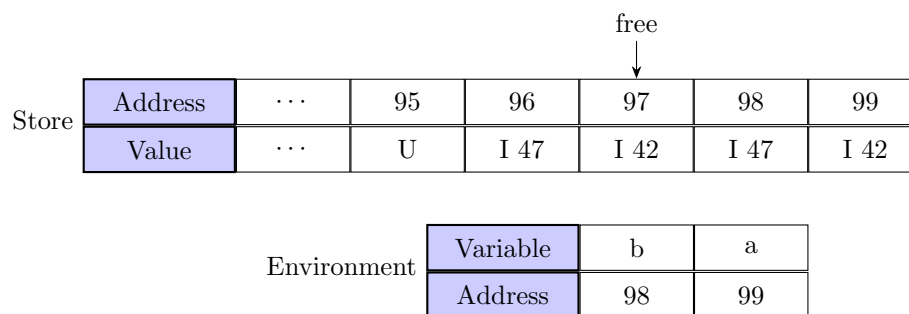 free
Store Address ··· 95 96 97 98 99
Value ··· U I 47 I 42 I 47 I 42
Environment Variable b a
Address 98 99